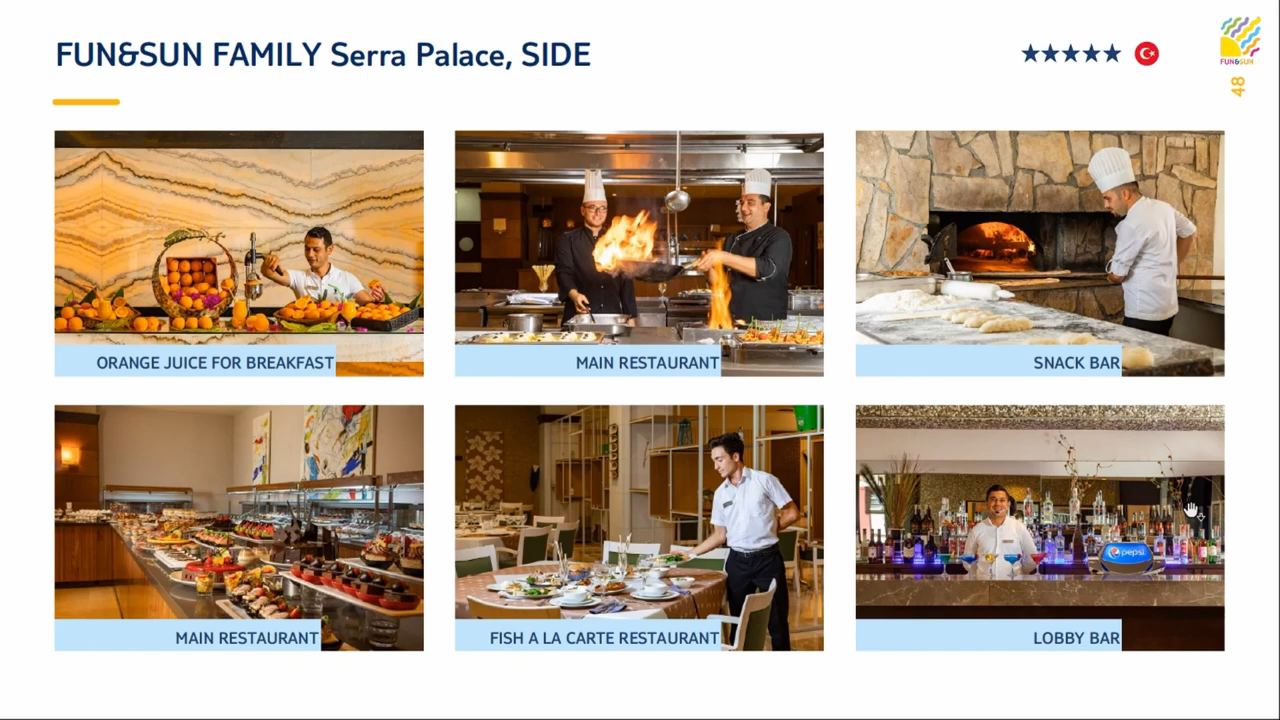 FUN&SUN FAMILY Serra Palace, SIDE
FUN&SUN
48
ORANGE JUICE FOR BREAKFAST
MAIN RESTAURANT
SNACK BAR
MAIN RESTAURANT
FISH A LA CARTE RESTAURANT
pepsi
LOBBY BAR